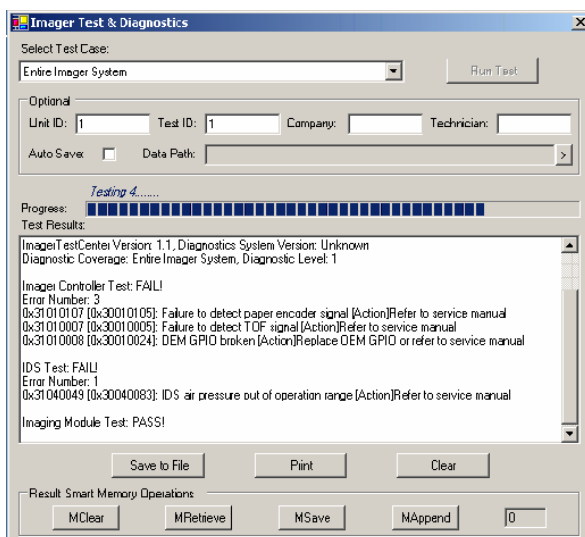 Imager Test & Diagnostics
Select Test Case:
Entire Imager System
Run Test
Optional
Unit ID: 1 Test ID: 1 Company: Technician:
Auto Save: Data Path: >
Testing 4.......
Progress:
Test Results:
ImagerTestCenter Version: 1.1, Diagnostics System Version: Unknown
Diagnostic Coverage: Entire Imager System, Diagnostic Level: 1
Imager Controller Test: FAIL!
Error Number: 3
0x31010107 [0x30010105]: Failure to detect paper encoder signal [Action]Refer to service manual
0x31010007 [0x30010005]: Failure to detect TOF signal [Action]Refer to service manual
0x31010008 [0x30010024]: OEM GPIO broken [Action]Replace OEM GPIO or refer to service manual
IDS Test: FAIL!
Error Number: 1
0x31040049 [0x30040083]: IDS air pressure out of operation range [Action]Refer to service manual
Imaging Module Test: PASS!
Save to File Print Clear
Result Smart Memory Operations
MClear MRetrieve MSave MAppend 0